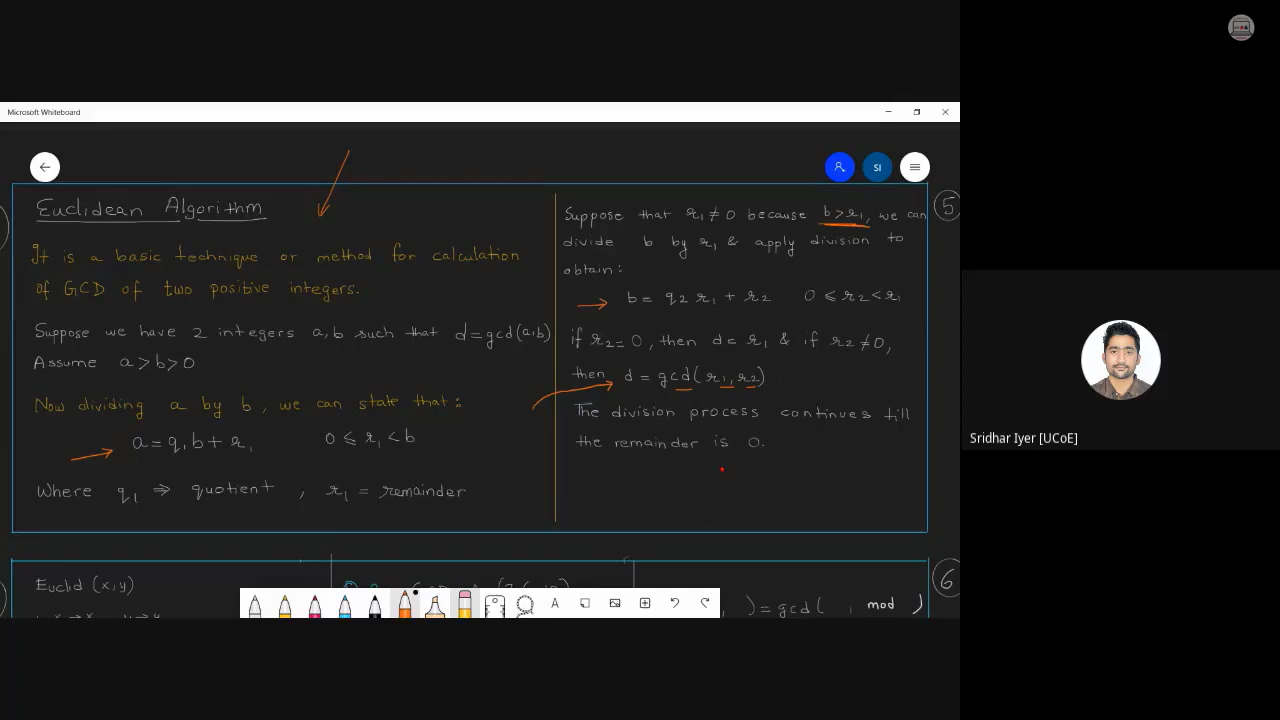 Microsoft Whiteboard
SI
Euclidean Algorithm
It is a basic technique or method for calculation
of GCD of two positive integers.
Suppose we have 2 integers a,b such that d=gcd(a,b)
Assume a>b>0
Now dividing a by b, we can state that:
a=q₁b+r₁ 0⩽r₁<b
Where q₁ ⇒ quotient, r₁ = remainder
Suppose that r₁≠0 because b>r₁, we can
divide b by r₁ & apply division to
obtain:
b= q2 r₁ + r2 0⩽r2<r₁
if r2=0, then d=r₁ & if r2≠0,
then d=gcd(r₁,r2)
The division process continues till
the remainder is 0.
5
Euclid (x,y)
)=gcd( , mod )
6
A
Sridhar Iyer [UCoE]